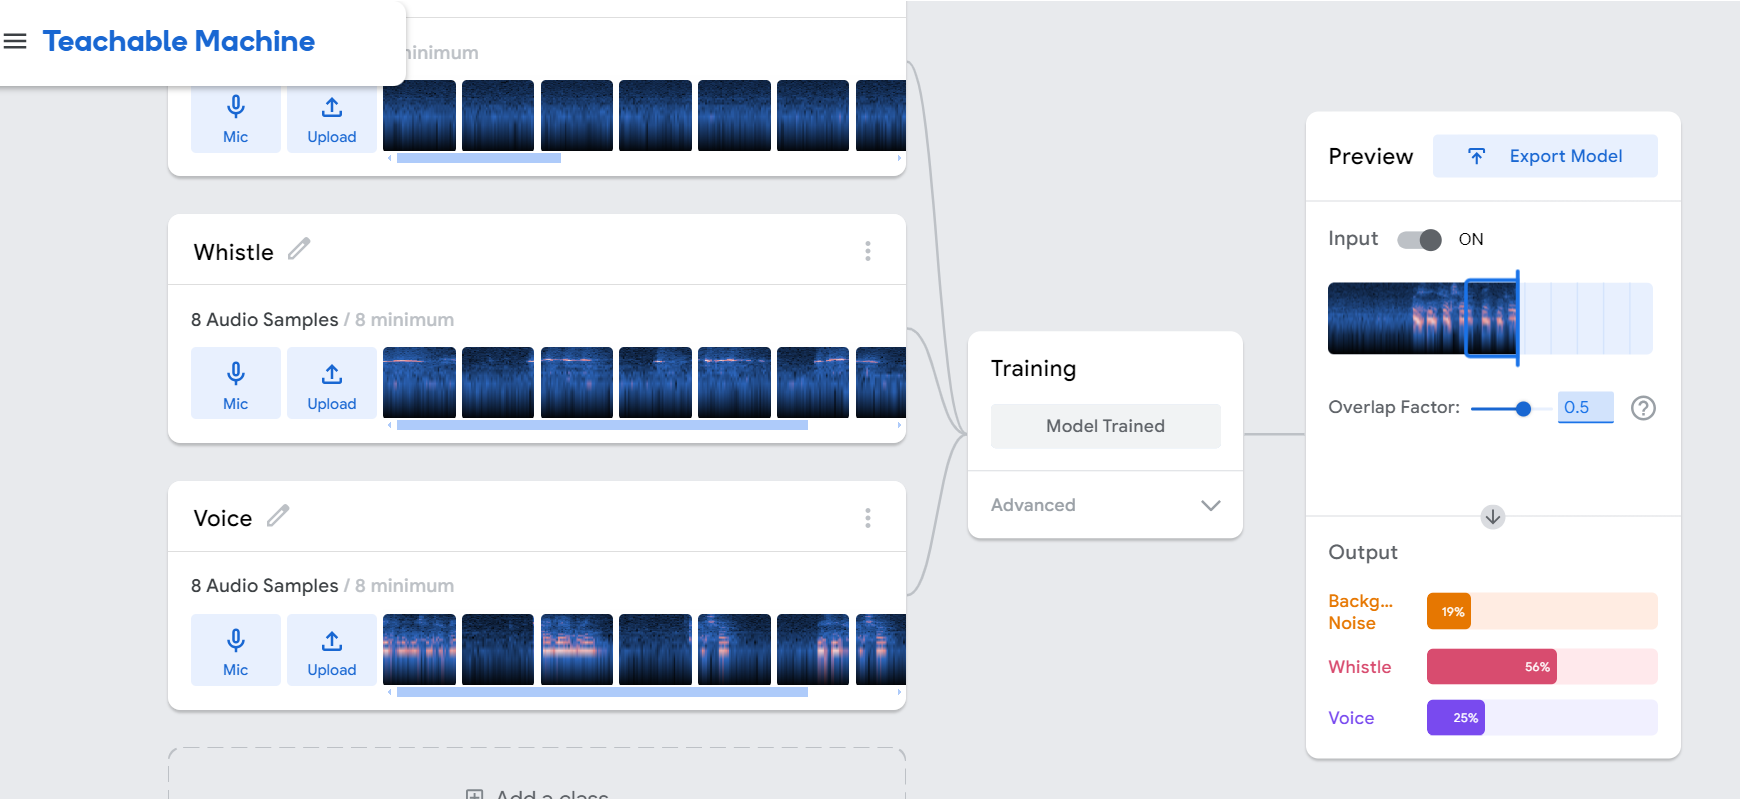 Teachable Machine
minimum
Mic
Upload
Whistle
8 Audio Samples / 8 minimum
Mic
Upload
Voice
8 Audio Samples / 8 minimum
Mic
Upload
Add a class
Training
Model Trained
Advanced
Preview
Export Model
Input
ON
Overlap Factor:
0.5
Output
Backg...
Noise
19%
Whistle
56%
Voice
25%